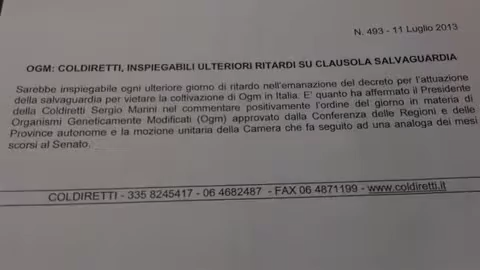 N. 493 - 11 Luglio 2013
OGM: COLDIRETTI, INSPIEGABILI ULTERIORI RITARDI SU CLAUSOLA SALVAGUARDIA
Sarebbe inspiegabile ogni ulteriore giorno di ritardo nell'emanazione del decreto per l'attuazione
della salvaguardia per vietare la coltivazione di Ogm in Italia. E' quanto ha affermato il Presidente
della Coldiretti Sergio Marini nel commentare positivamente l'ordine del giorno in materia di
Organismi Geneticamente Modificati (Ogm) approvato dalla Conferenza delle Regioni e delle
Province autonome e la mozione unitaria della Camera che fa seguito ad una analoga dei mesi
scorsi al Senato.
COLDIRETTI - 335 8245417 - 06 4682487 - FAX 06 4871199 - www.coldiretti.it